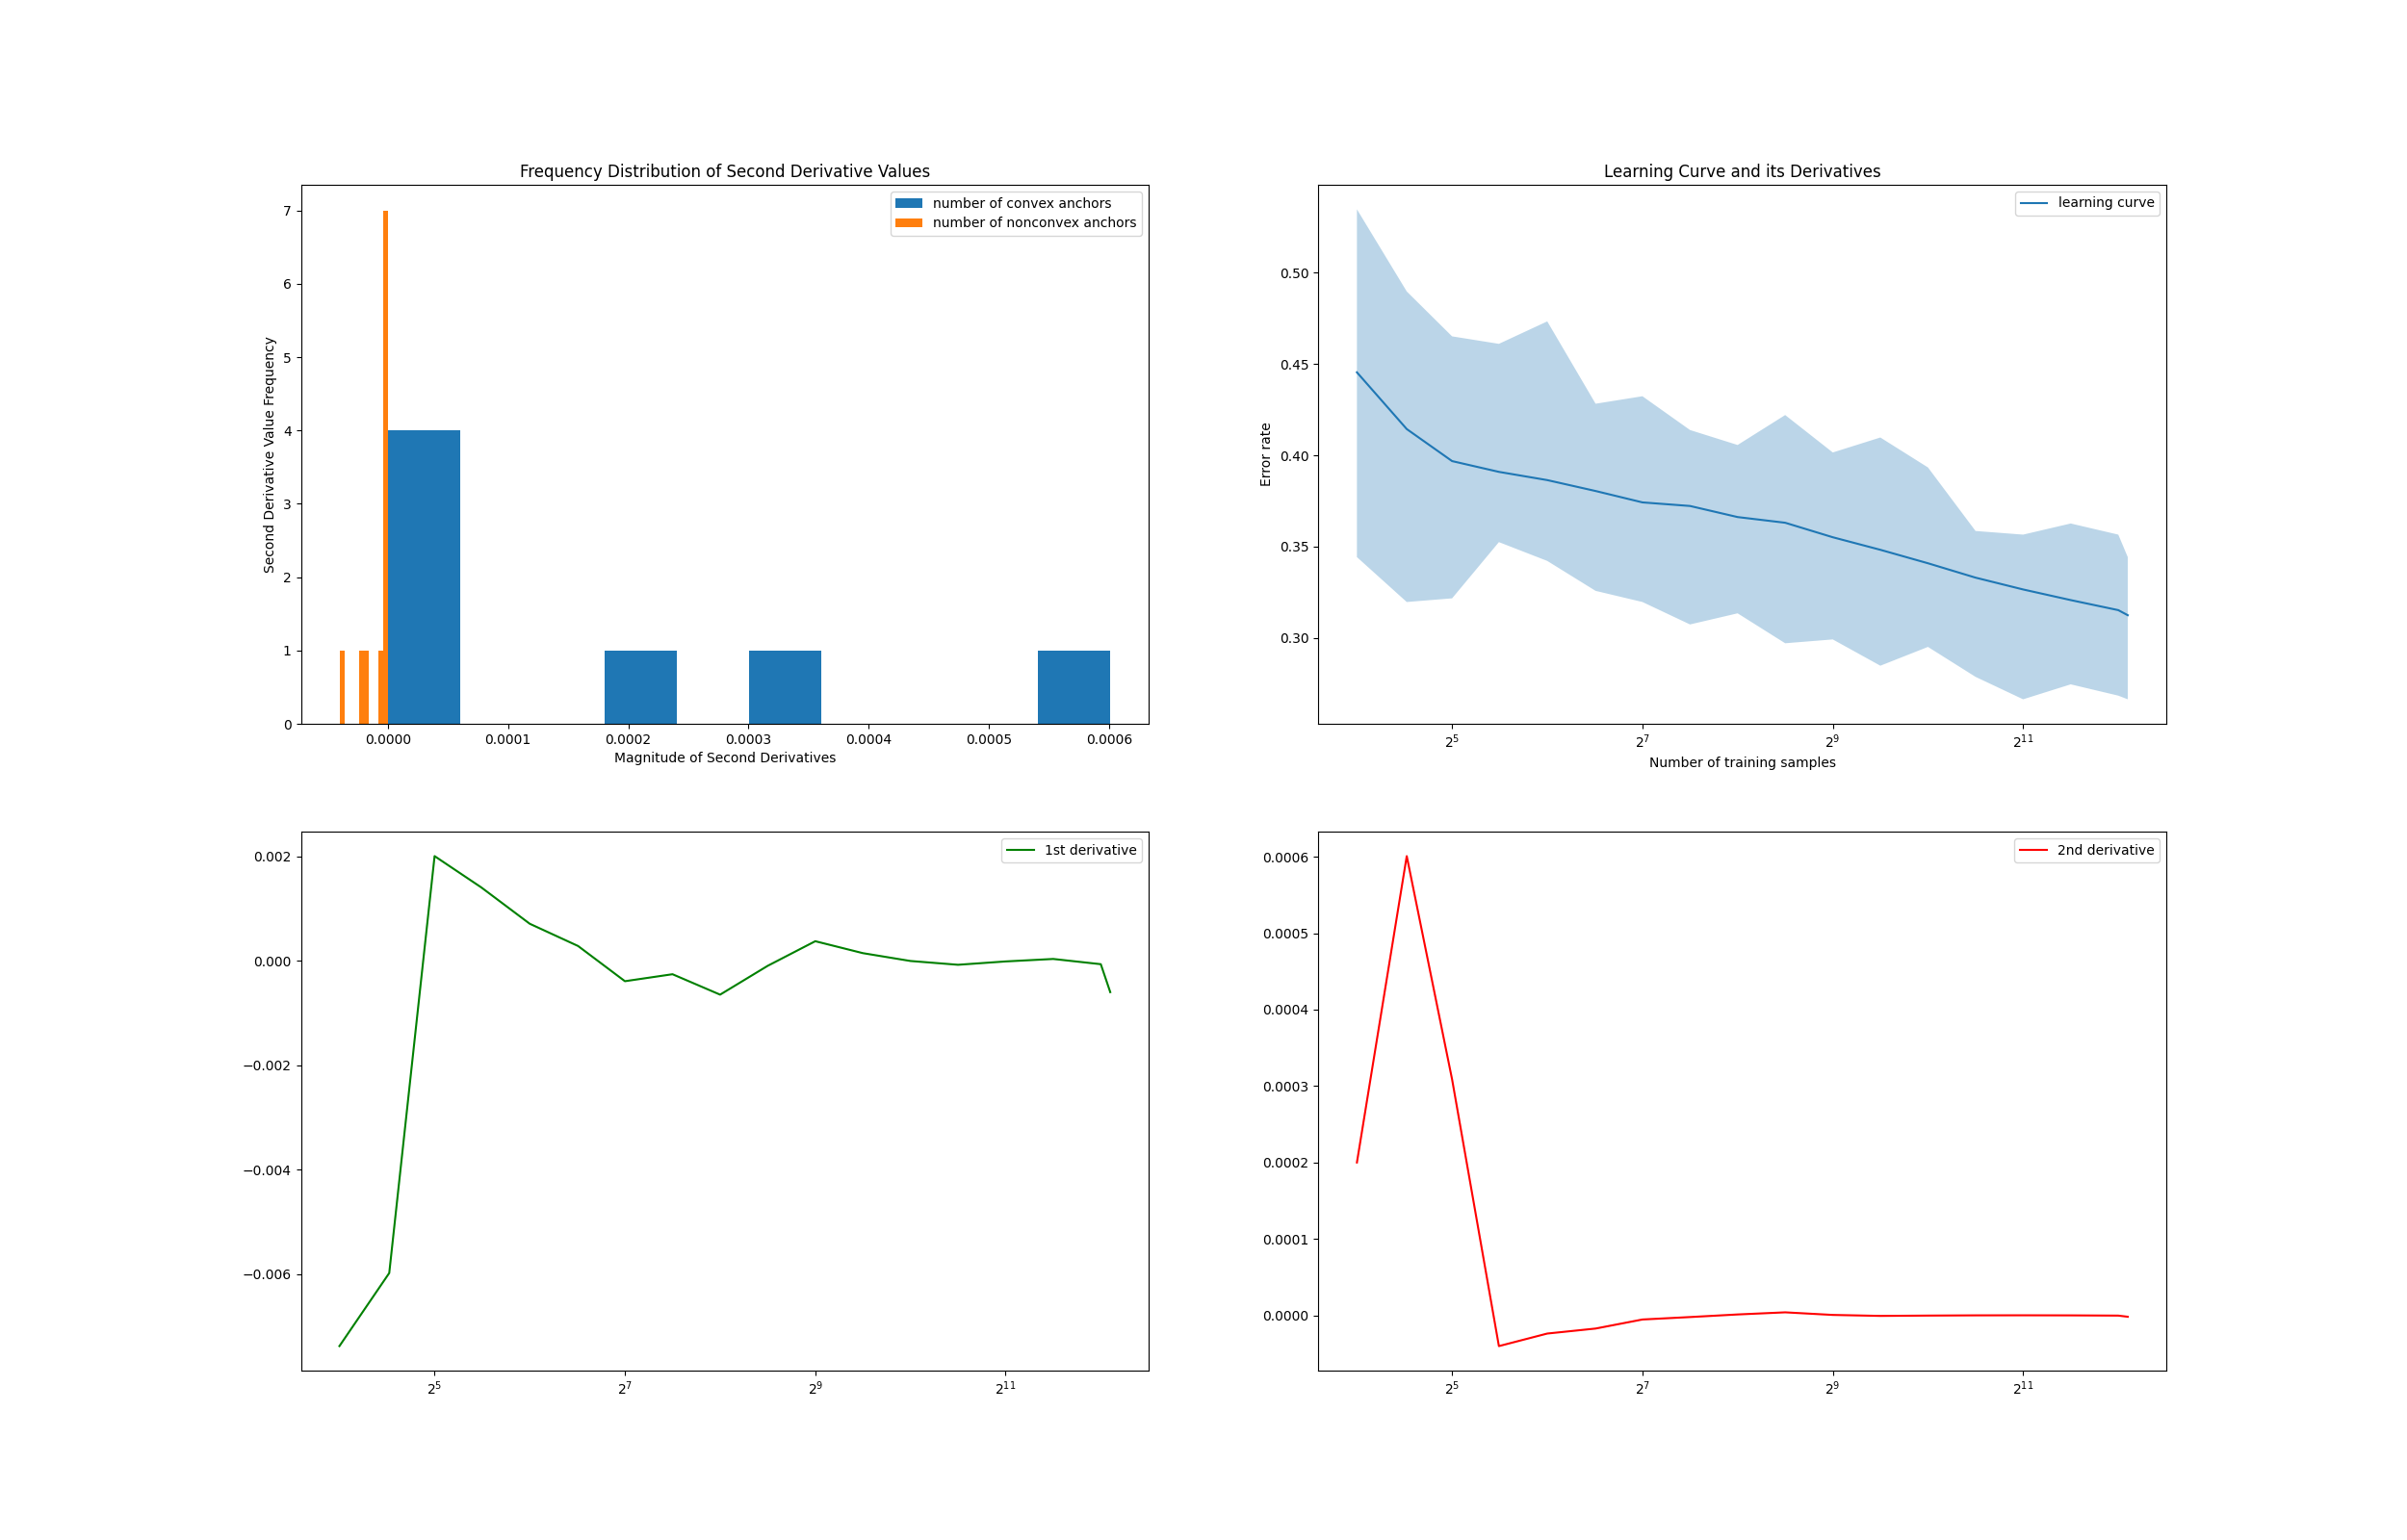 Frequency Distribution of Second Derivative Values
number of convex anchors
number of nonconvex anchors
Second Derivative Value Frequency
7
6
5
4
3
2
1
0
0.0000 0.0001 0.0002 0.0003 0.0004 0.0005 0.0006
Magnitude of Second Derivatives
Learning Curve and its Derivatives
learning curve
Error rate
0.50
0.45
0.40
0.35
0.30
2^5 2^7 2^9 2^11
Number of training samples
1st derivative
0.002
0.000
−0.002
−0.004
−0.006
2^5 2^7 2^9 2^11
2nd derivative
0.0006
0.0005
0.0004
0.0003
0.0002
0.0001
0.0000
2^5 2^7 2^9 2^11